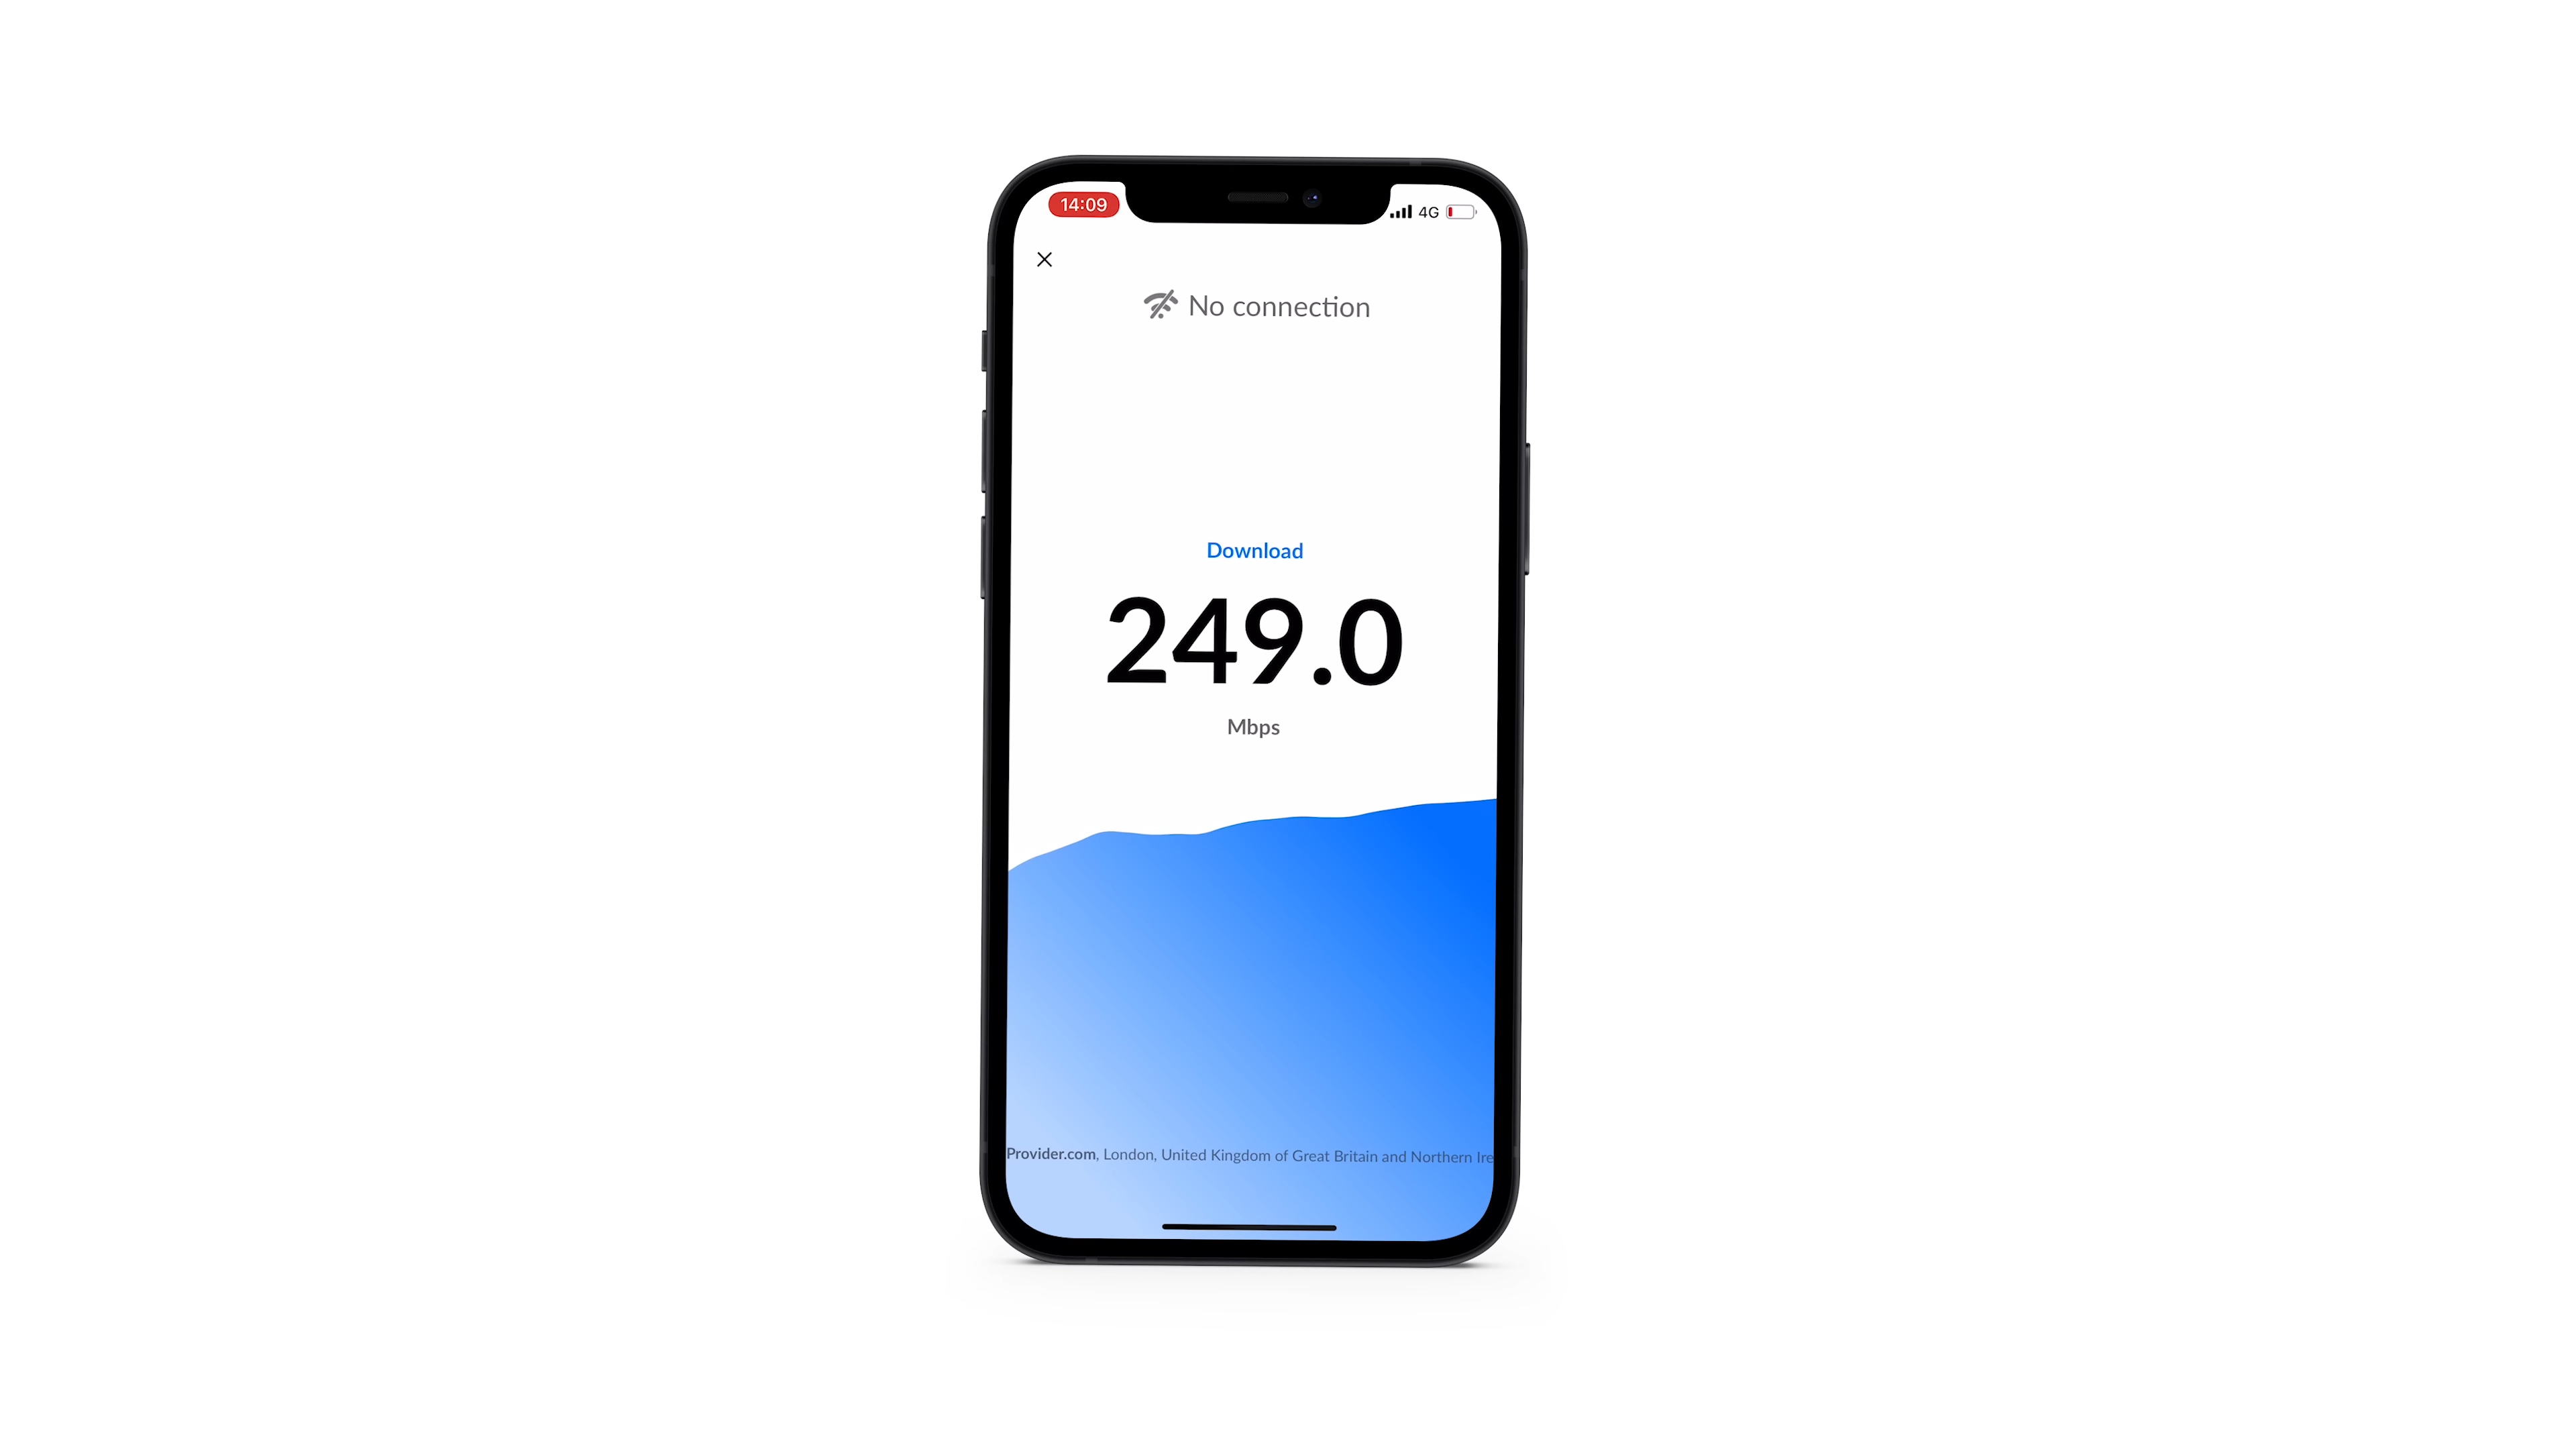 14:09
4G
No connection
Download
249.0
Mbps
Provider.com, London, United Kingdom of Great Britain and Northern Ire